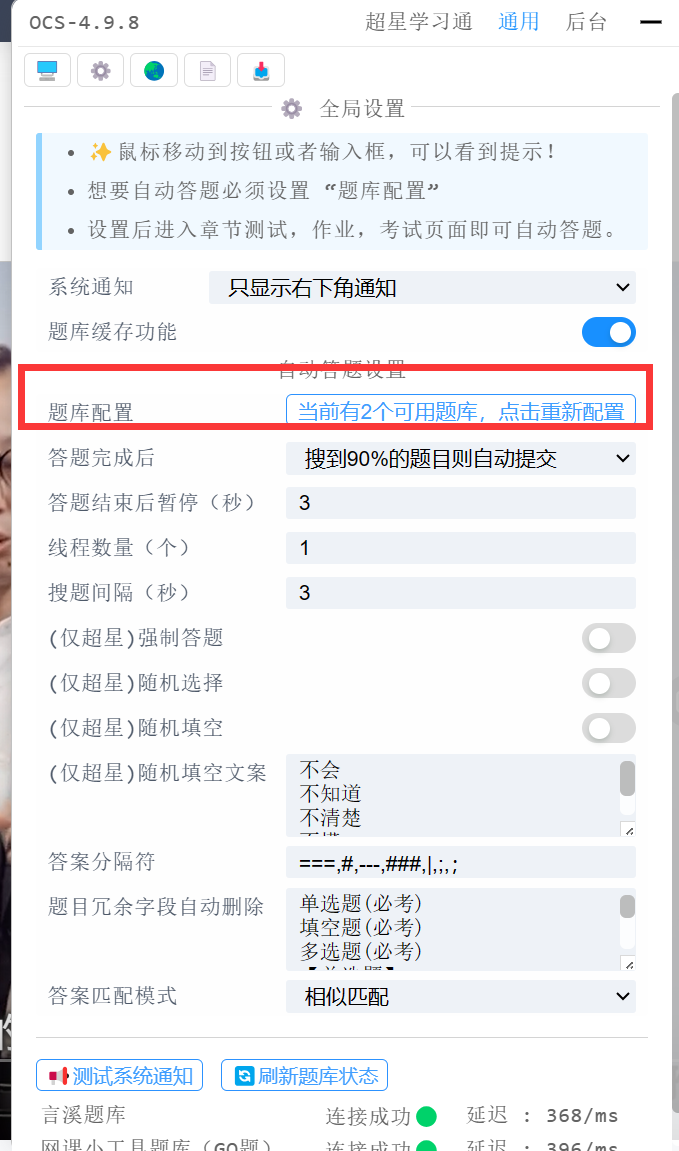 OCS-4.9.8 超星学习通 通用 后台
全局设置
✨鼠标移动到按钮或者输入框，可以看到提示！
想要自动答题必须设置 “题库配置”
设置后进入章节测试，作业，考试页面即可自动答题。
系统通知 只显示右下角通知
题库缓存功能
自动答题设置
题库配置 当前有2个可用题库，点击重新配置
答题完成后 搜到90%的题目则自动提交
答题结束后暂停（秒） 3
线程数量（个） 1
搜题间隔（秒） 3
(仅超星)强制答题
(仅超星)随机选择
(仅超星)随机填空
(仅超星)随机填空文案 不会
不知道
不清楚
答案分隔符 ===,#,---,###,|,;,；
题目冗余字段自动删除 单选题(必考)
填空题(必考)
多选题(必考)
答案匹配模式 相似匹配
测试系统通知 刷新题库状态
言溪题库 连接成功 延迟 : 368/ms
网课小工具题库（GO题） 连接成功 延迟 : 396/ms